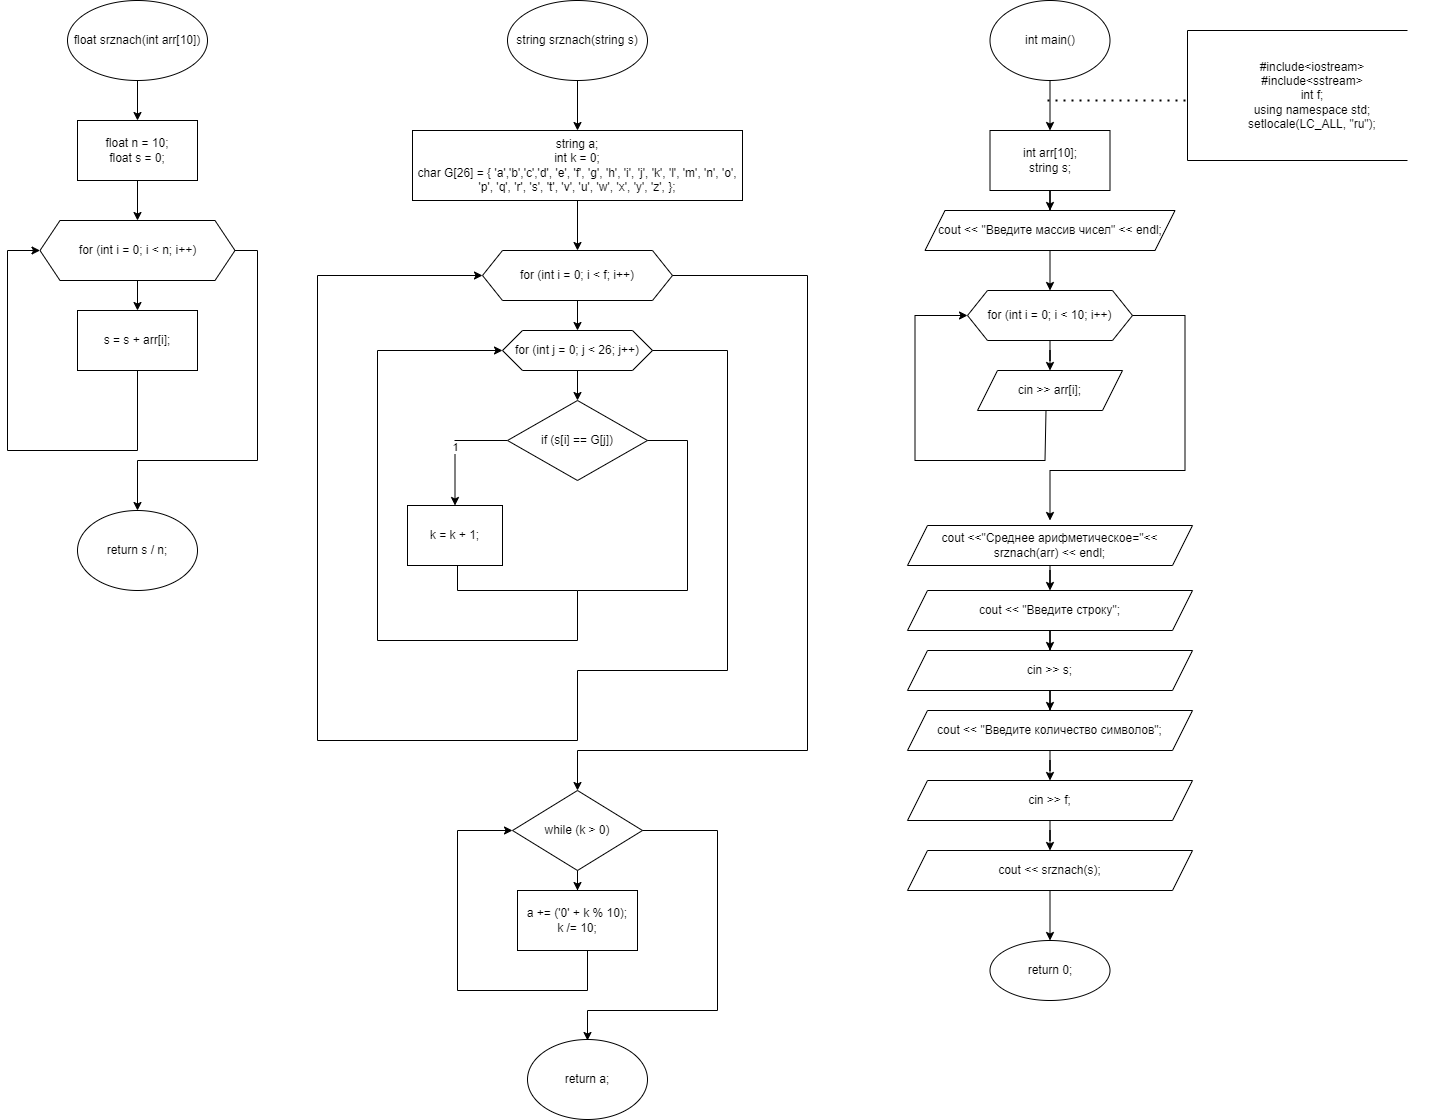 float srznach(int arr[10])
float n = 10;
float s = 0;
for (int i = 0; i < n; i++)
s = s + arr[i];
return s / n;
string srznach(string s)
string a;
int k = 0;
char G[26] = { 'a','b','c','d', 'e', 'f', 'g', 'h', 'i', 'j', 'k', 'l', 'm', 'n', 'o',
'p', 'q', 'r', 's', 't', 'v', 'u', 'w', 'x', 'y', 'z', };
for (int i = 0; i < f; i++)
for (int j = 0; j < 26; j++)
if (s[i] == G[j])
1
k = k + 1;
while (k > 0)
a += ('0' + k % 10);
k /= 10;
return a;
int main()
#include<iostream>
#include<sstream>
int f;
using namespace std;
setlocale(LC_ALL, "ru");
int arr[10];
string s;
cout << "Введите массив чисел" << endl;
for (int i = 0; i < 10; i++)
cin >> arr[i];
cout <<"Среднее арифметическое="<<
srznach(arr) << endl;
cout << "Введите строку";
cin >> s;
cout << "Введите количество символов";
cin >> f;
cout << srznach(s);
return 0;